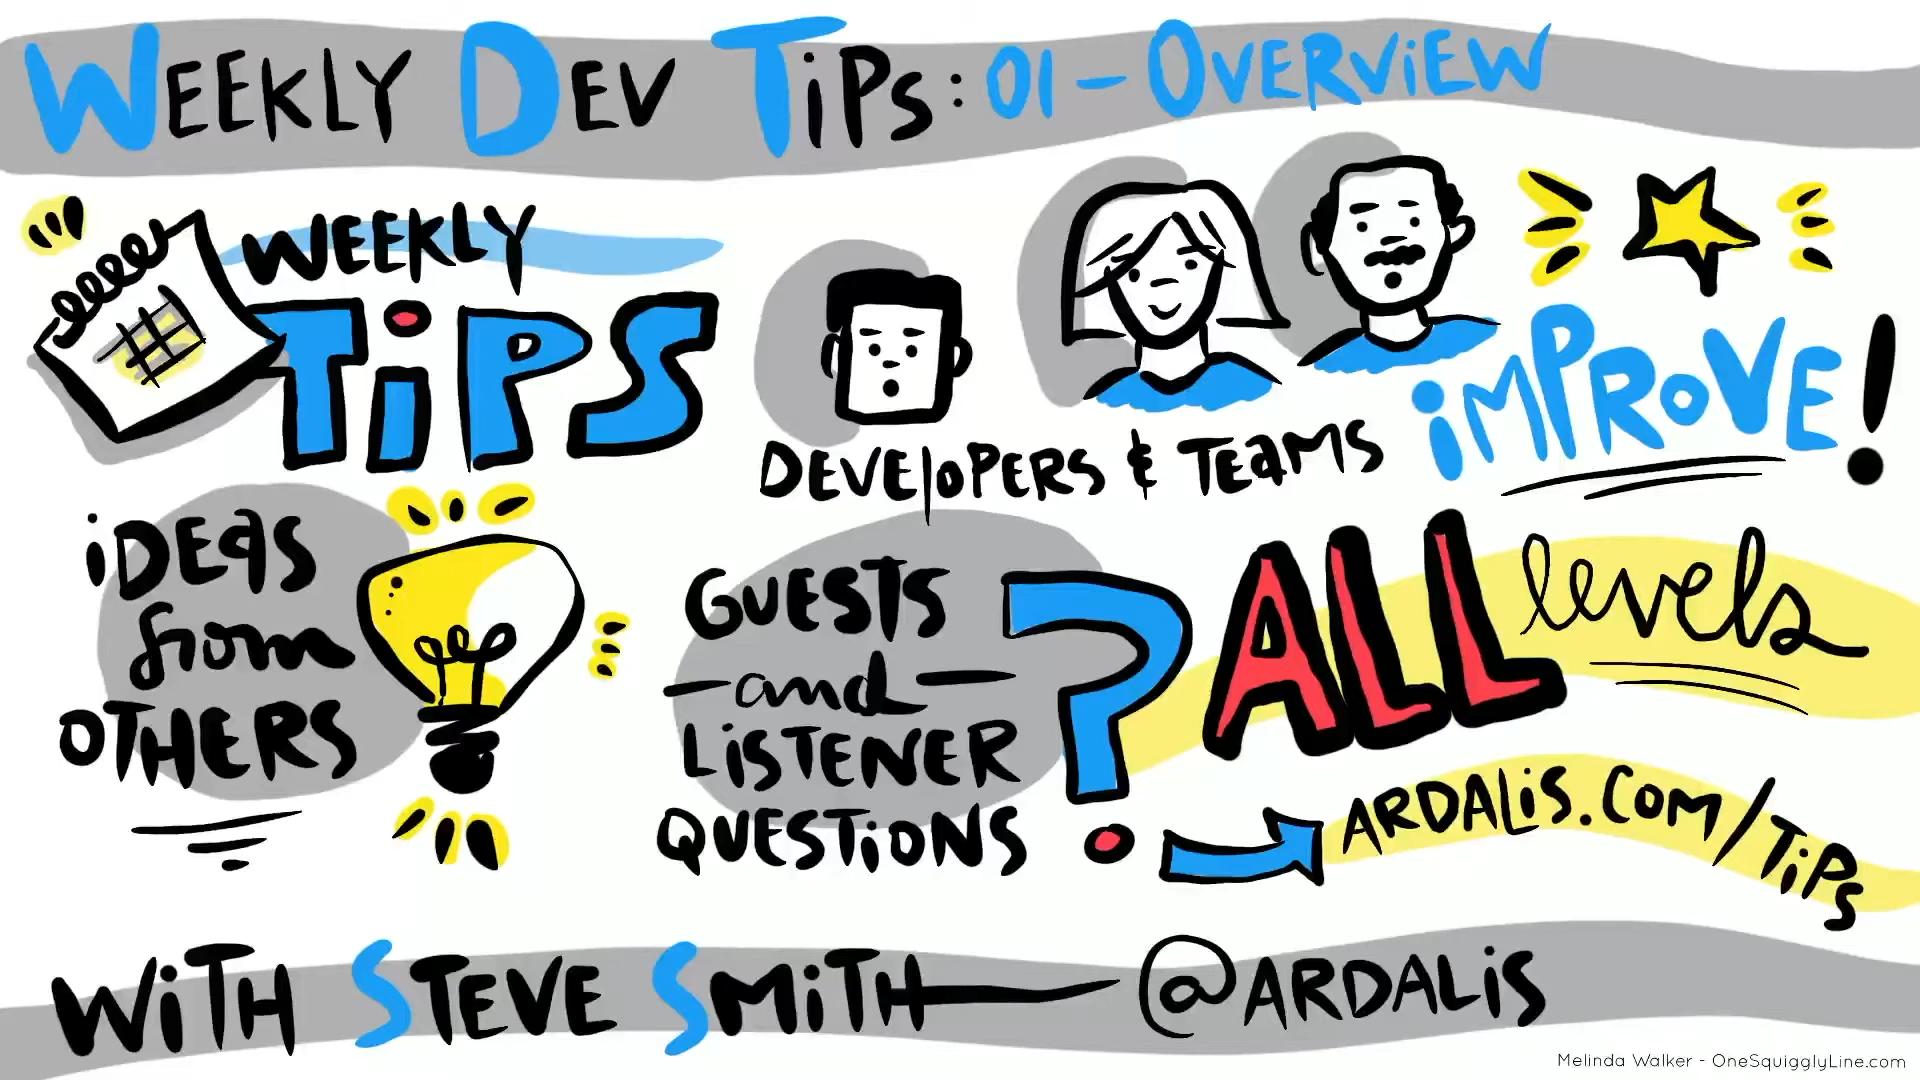 WEEKLY DEV TiPS: 01 - OVERViEW
WEEKLY
TiPS
DEVElOPERS & TEaMS
iMPROVE!
iDEaS
from
OTHERS
GUESTS
- and -
LiSTENER
QUESTiONS
?
ALL levels
ARDALiS.COM/TiPS
WiTH STEVE SMiTH - @ARDALiS
Melinda Walker - OneSquigglyLine.com